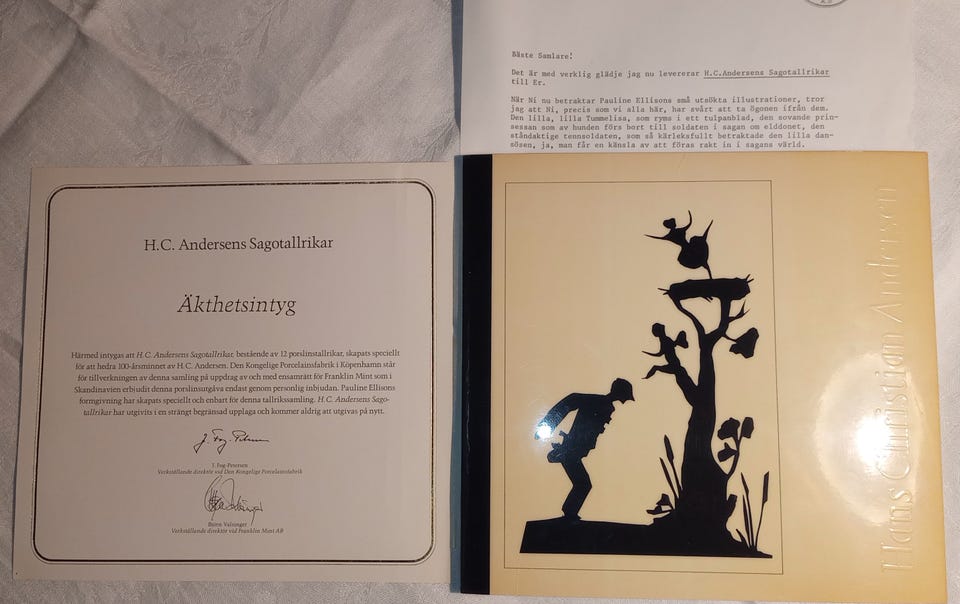 Bäste Samlare!
Det är med verklig glädje jag nu levererar H.C.Andersens Sagotallrikar
till Er.
När Ni nu betraktar Pauline Ellisons små utsökta illustrationer, tror
jag att Ni, precis som vi alla här, har svårt att ta ögonen ifrån dem.
Den lilla, lilla Tummelisa, som ryms i ett tulpanblad, den sovande prin-
sessan som av hunden förs bort till soldaten i sagan om elddonet, den
ståndaktige tennsoldaten, som så kärleksfullt betraktade den lilla dan-
sösen, ja, man får en känsla av att föras rakt in i sagans värld.
H.C. Andersens Sagotallrikar
Äkthetsintyg
Härmed intygas att H.C. Andersens Sagotallrikar, bestående av 12 porslinstallrikar, skapats speciellt
för att hedra 100-årsminnet av H.C. Andersen. Den Kongelige Porcelainsfabrik i Köpenhamn står
för tillverkningen av denna samling på uppdrag av och med ensamrätt för Franklin Mint som i
Skandinavien erbjudit denna porslinsutgåva endast genom personlig inbjudan. Pauline Ellisons
formgivning har skapats speciellt och enbart för denna tallrikssamling. H.C. Andersens Sago-
tallrikar har utgivits i en strängt begränsad upplaga och kommer aldrig att utgivas på nytt.
J. Fog-Petersen
Verkställande direktör vid Den Kongelige Porcelainsfabrik
Björn Valsinger
Verkställande direktör vid Franklin Mint AB
Hans Christian Andersen